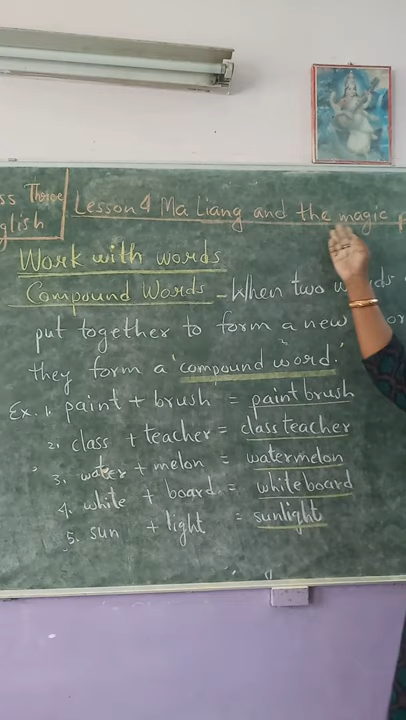 ss Three
glish
Lesson 4 Ma Liang and the magic p
Work with words
Compound Words - When two words
put together to form a new or
they form a 'compound word.'
Ex. 1. paint + brush = paintbrush
2. class + teacher = classteacher
3. water + melon = watermelon
4. white + board = whiteboard
5. sun + light = sunlight